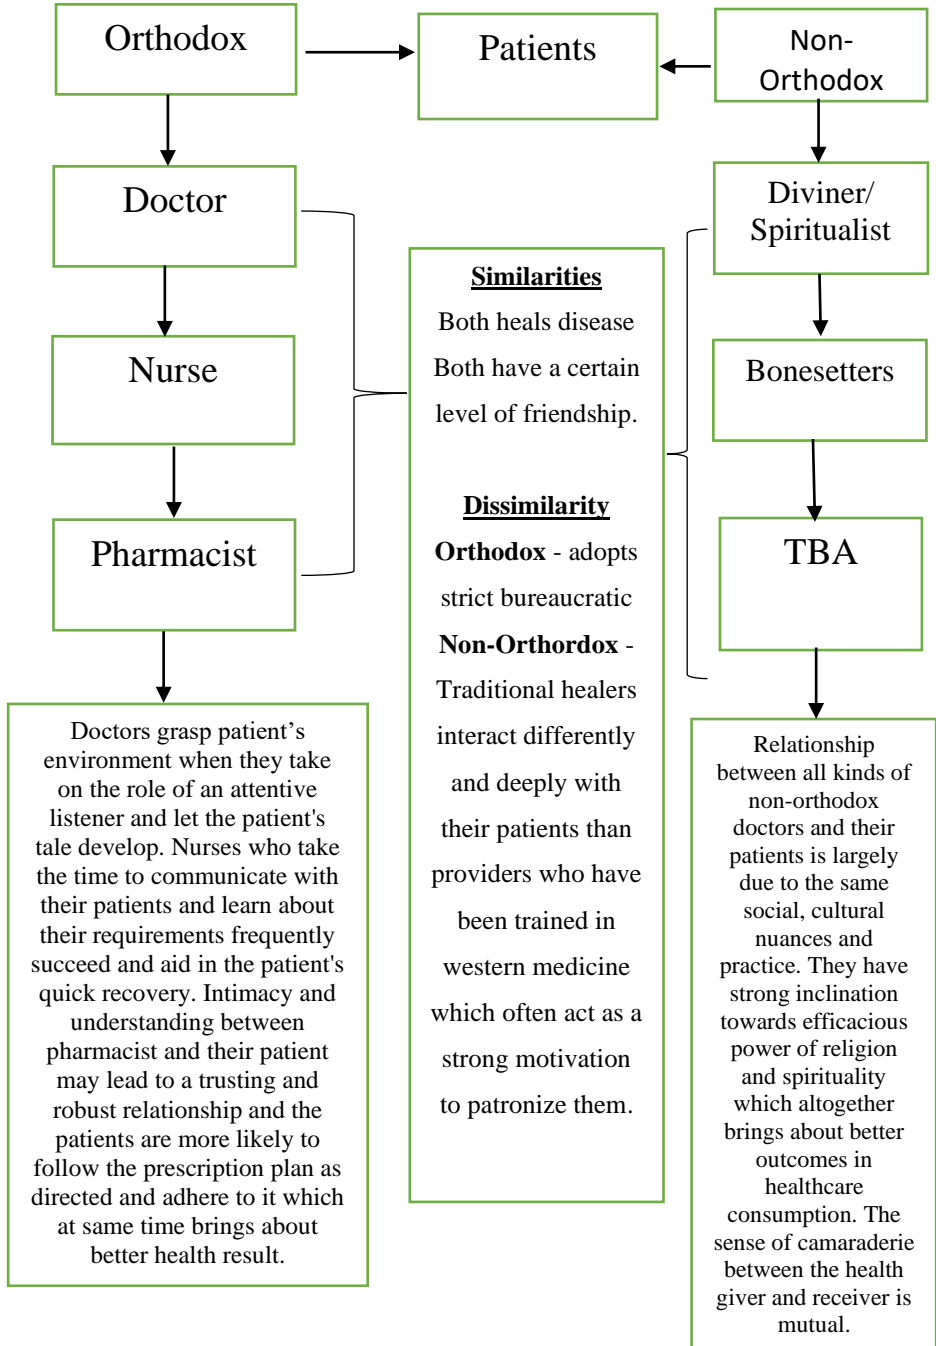 Orthodox
Patients
Non-
Orthodox
Doctor
Nurse
Pharmacist
Doctors grasp patient’s
environment when they take
on the role of an attentive
listener and let the patient's
tale develop. Nurses who take
the time to communicate with
their patients and learn about
their requirements frequently
succeed and aid in the patient's
quick recovery. Intimacy and
understanding between
pharmacist and their patient
may lead to a trusting and
robust relationship and the
patients are more likely to
follow the prescription plan as
directed and adhere to it which
at same time brings about
better health result.
Similarities
Both heals disease
Both have a certain
level of friendship.
Dissimilarity
Orthodox - adopts
strict bureaucratic
Non-Orthordox -
Traditional healers
interact differently
and deeply with
their patients than
providers who have
been trained in
western medicine
which often act as a
strong motivation
to patronize them.
Diviner/
Spiritualist
Bonesetters
TBA
Relationship
between all kinds of
non-orthodox
doctors and their
patients is largely
due to the same
social, cultural
nuances and
practice. They have
strong inclination
towards efficacious
power of religion
and spirituality
which altogether
brings about better
outcomes in
healthcare
consumption. The
sense of camaraderie
between the health
giver and receiver is
mutual.